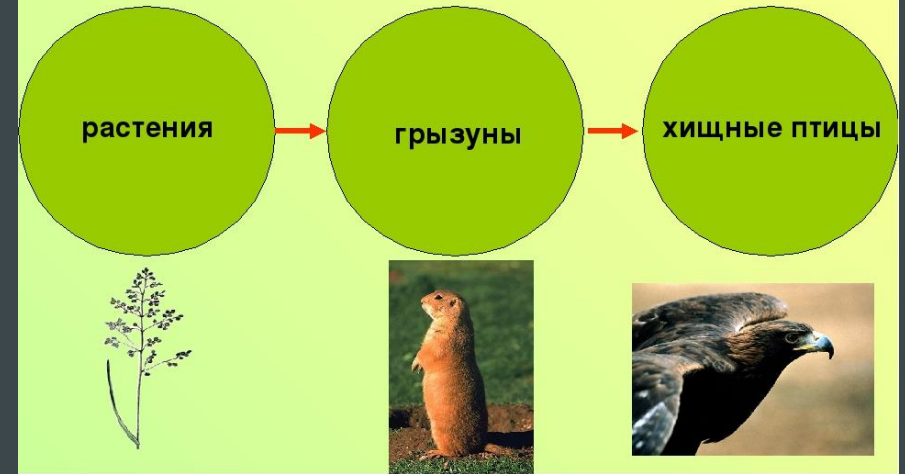 растения
грызуны
хищные птицы